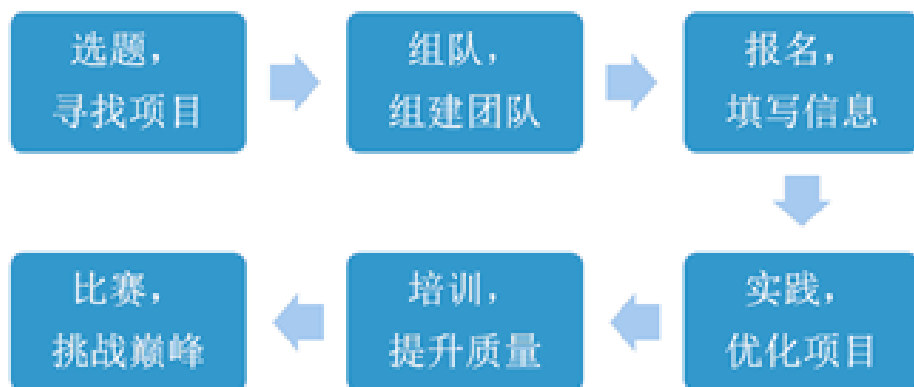 选题，
寻找项目
组队，
组建团队
报名，
填写信息
实践，
优化项目
培训，
提升质量
比赛，
挑战巅峰